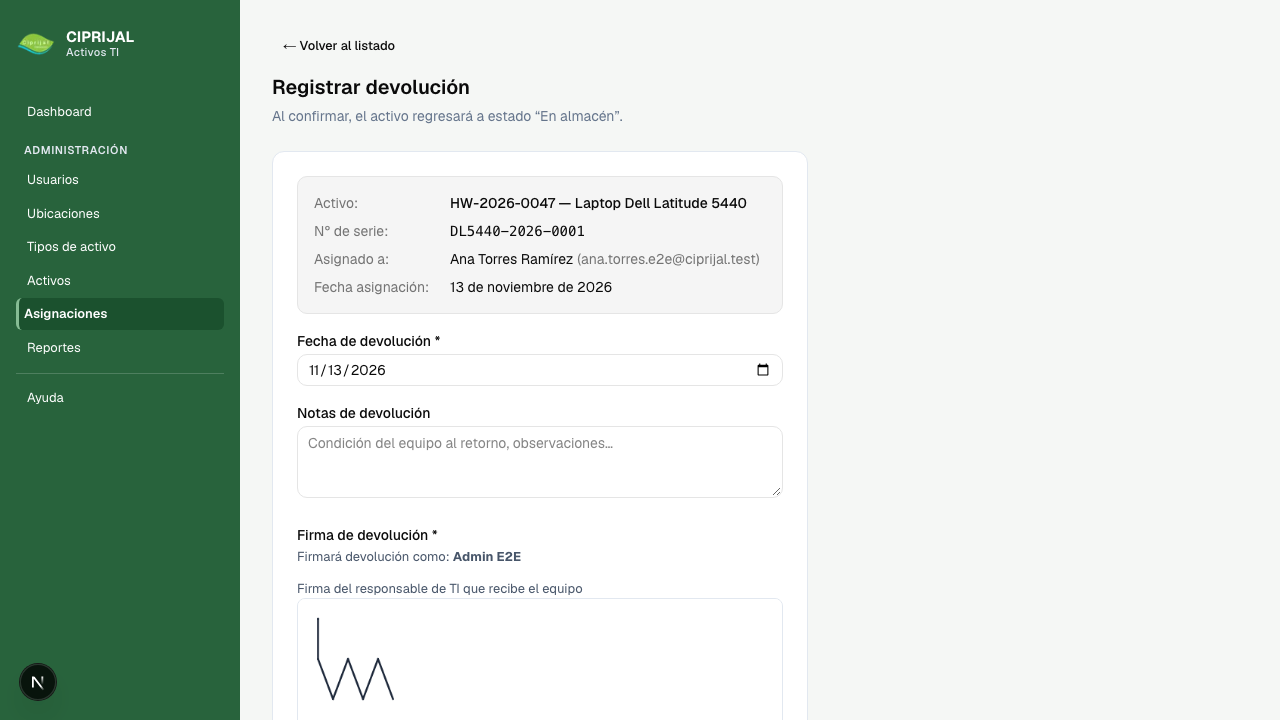 Ciprijal
CIPRIJAL
Activos TI
Dashboard
ADMINISTRACIÓN
Usuarios
Ubicaciones
Tipos de activo
Activos
Asignaciones
Reportes
Ayuda
N
← Volver al listado
Registrar devolución
Al confirmar, el activo regresará a estado “En almacén”.
Activo: HW-2026-0047 — Laptop Dell Latitude 5440
N° de serie: DL5440-2026-0001
Asignado a: Ana Torres Ramírez (ana.torres.e2e@ciprijal.test)
Fecha asignación: 13 de noviembre de 2026
Fecha de devolución *
11/13/2026
Notas de devolución
Condición del equipo al retorno, observaciones…
Firma de devolución *
Firmará devolución como: Admin E2E
Firma del responsable de TI que recibe el equipo